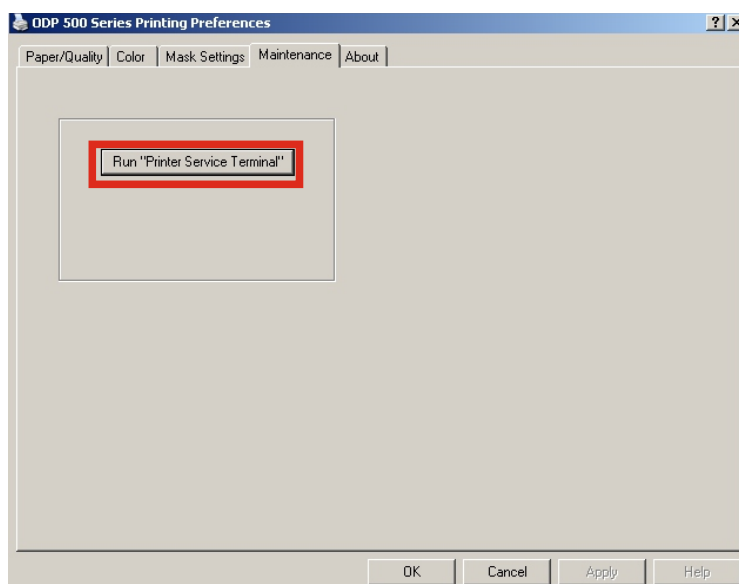 ODP 500 Series Printing Preferences
? ×
Paper/Quality Color Mask Settings Maintenance About
Run "Printer Service Terminal"
OK Cancel Apply Help